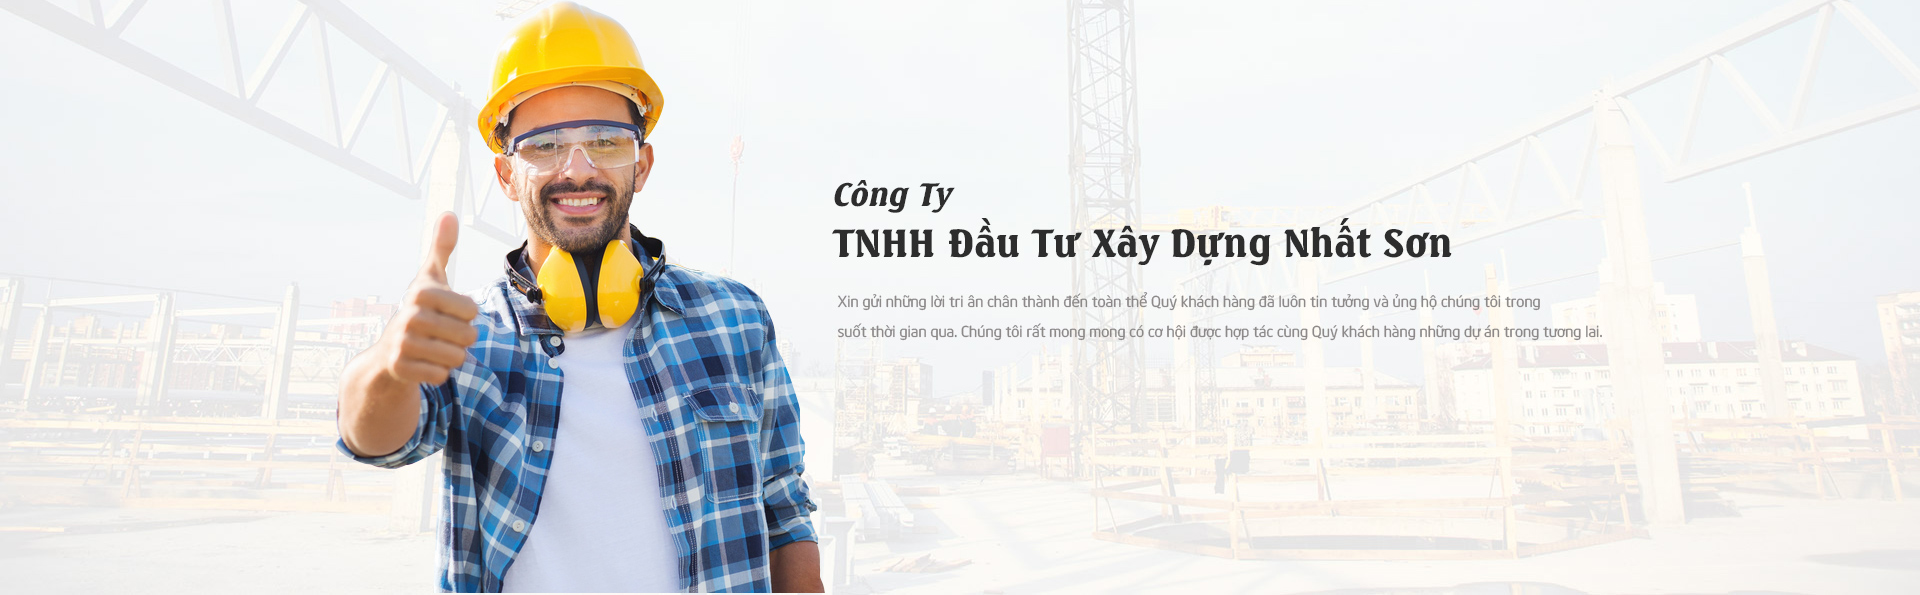 Công Ty
TNHH Đầu Tư Xây Dựng Nhất Sơn
Xin gửi những lời tri ân chân thành đến toàn thể Quý khách hàng đã luôn tin tưởng và ủng hộ chúng tôi trong
suốt thời gian qua. Chúng tôi rất mong mong có cơ hội được hợp tác cùng Quý khách hàng những dự án trong tương lai.